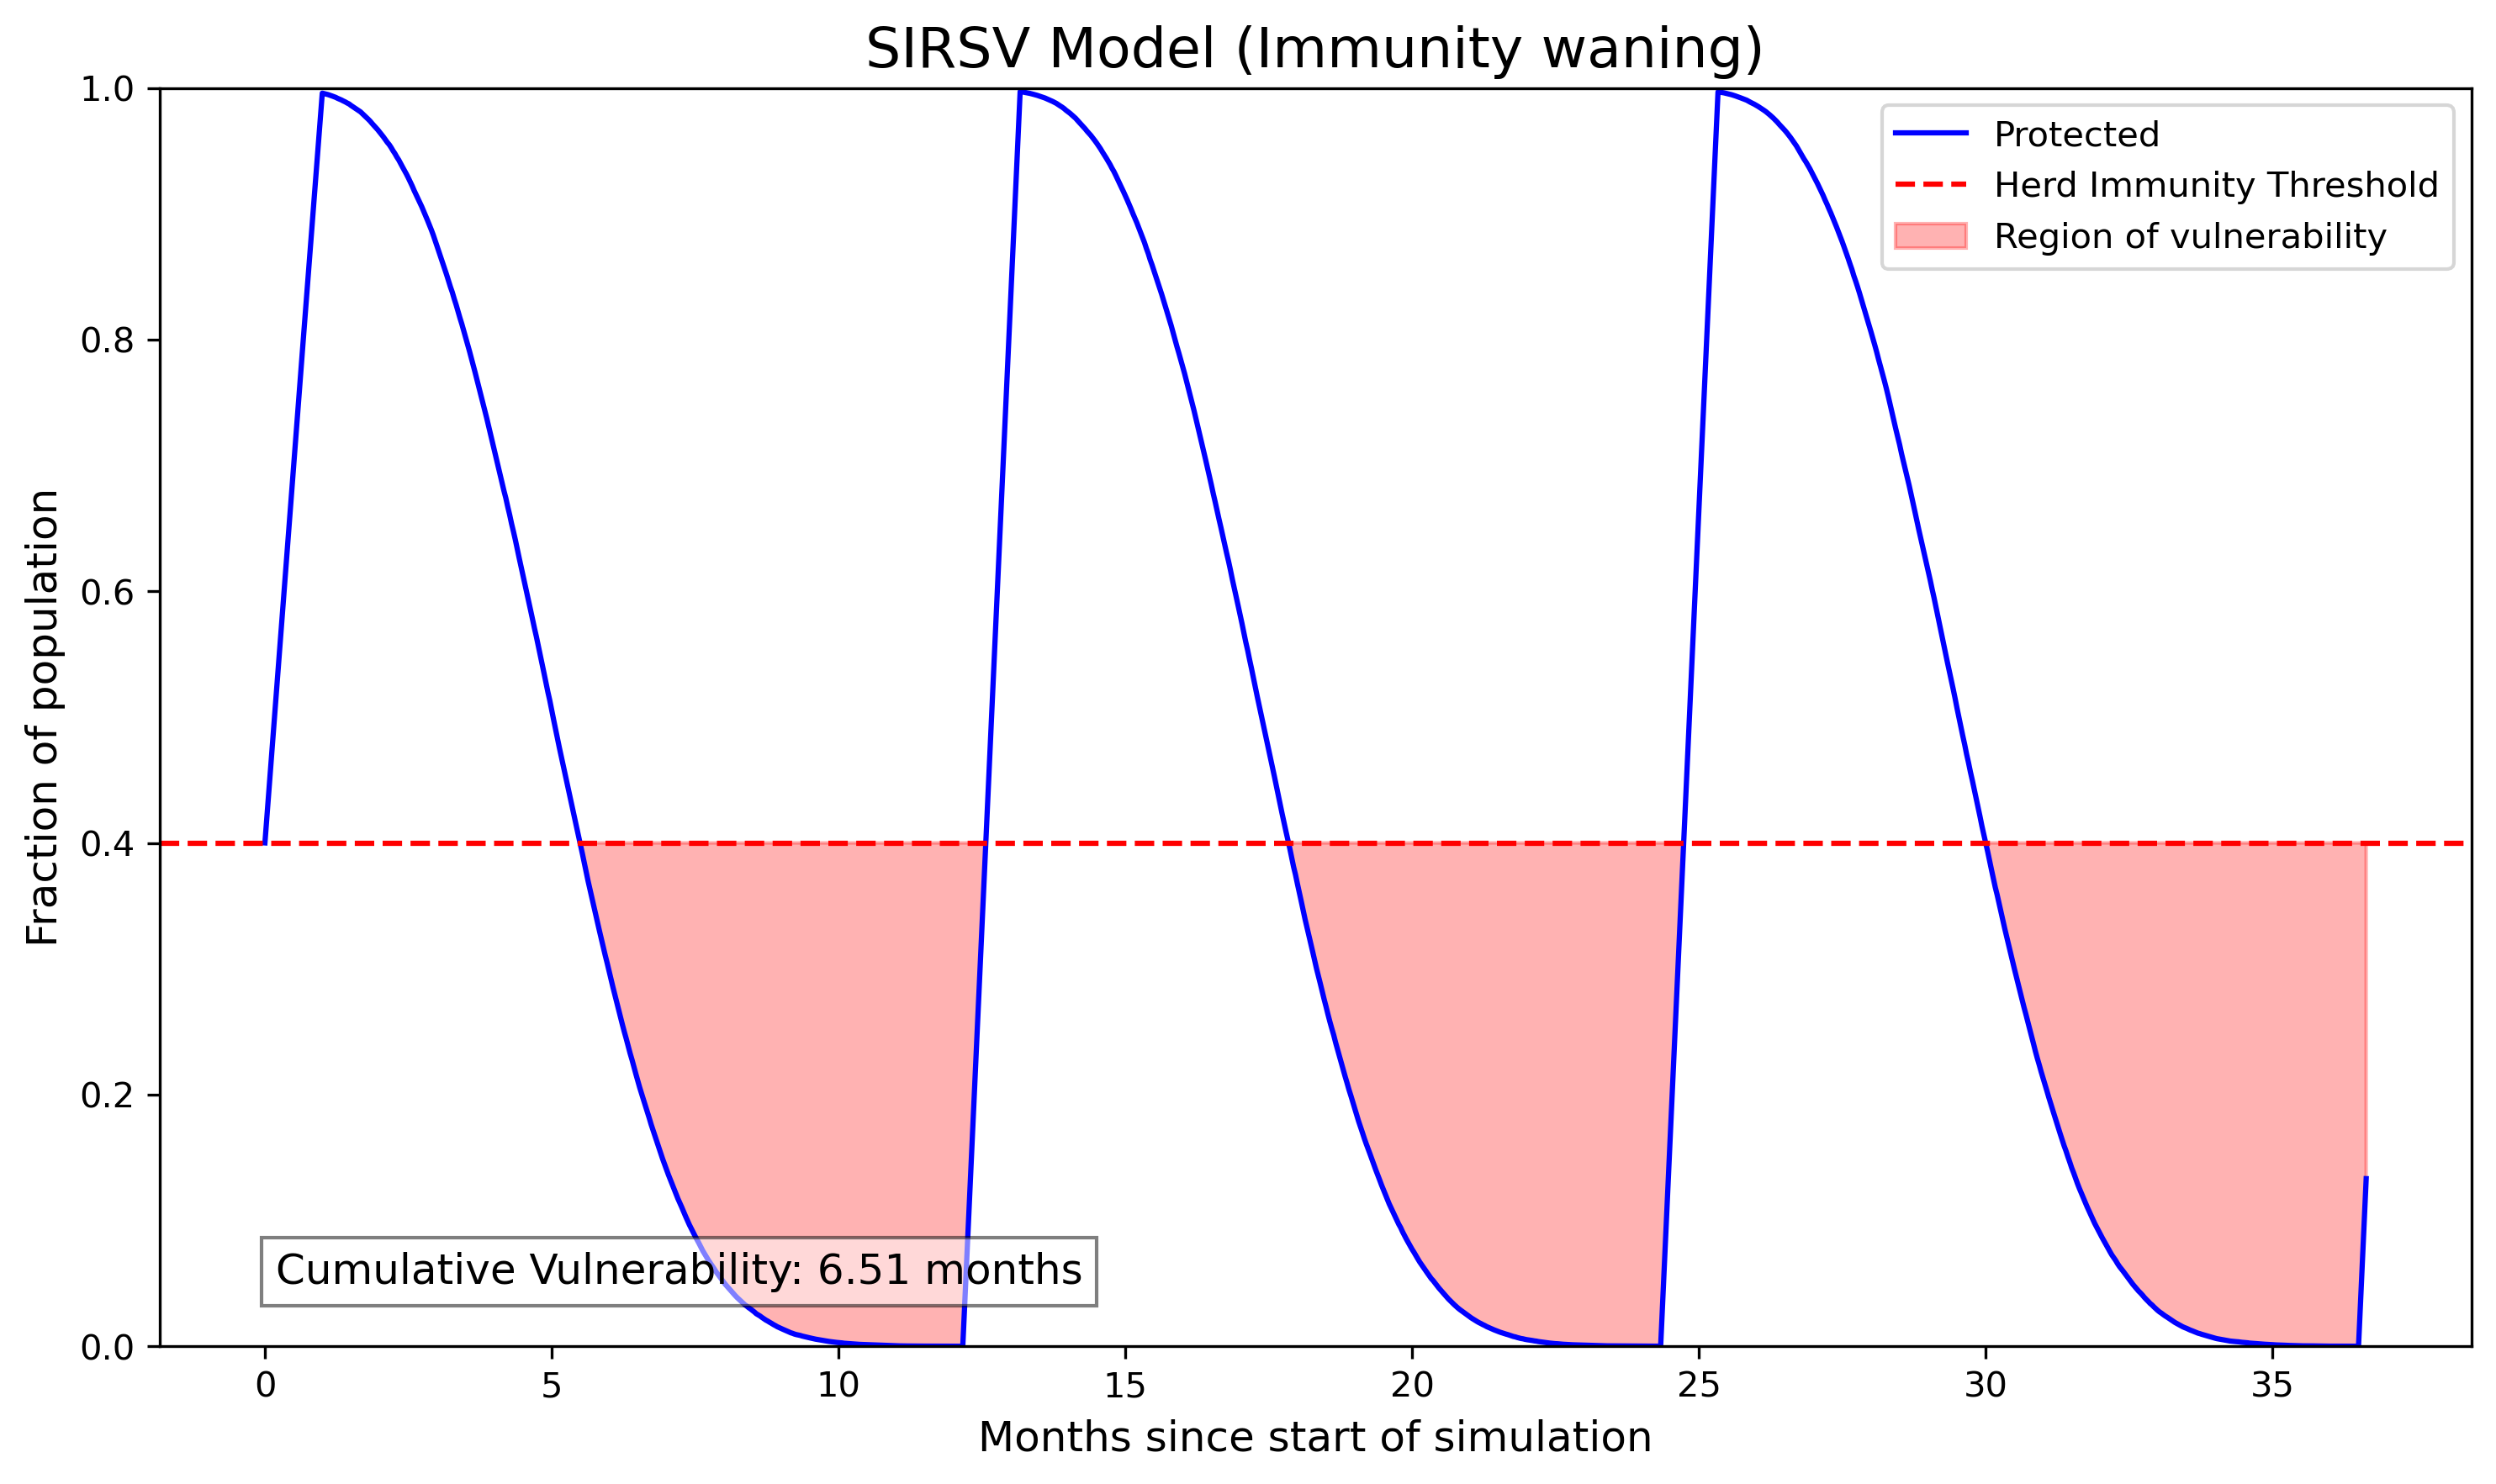 SIRSV Model (Immunity waning)
1.0
0.8
0.6
0.4
0.2
0.0
Fraction of population
Protected
Herd Immunity Threshold
Region of vulnerability
Cumulative Vulnerability: 6.51 months
0 5 10 15 20 25 30 35
Months since start of simulation